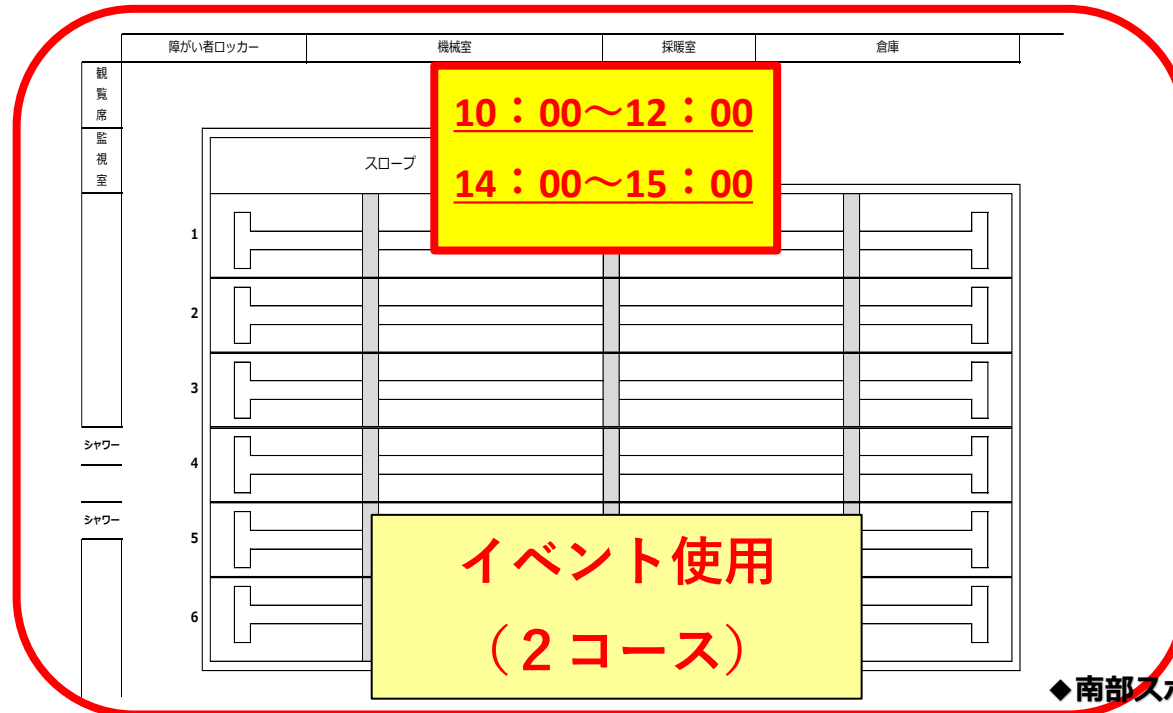 障がい者ロッカー 機械室 採暖室 倉庫
観覧席
監視室
10：00～12：00
14：00～15：00
スロープ
1
2
3
シャワー
4
シャワー
5
6
イベント使用
（２コース）
◆南部スポ